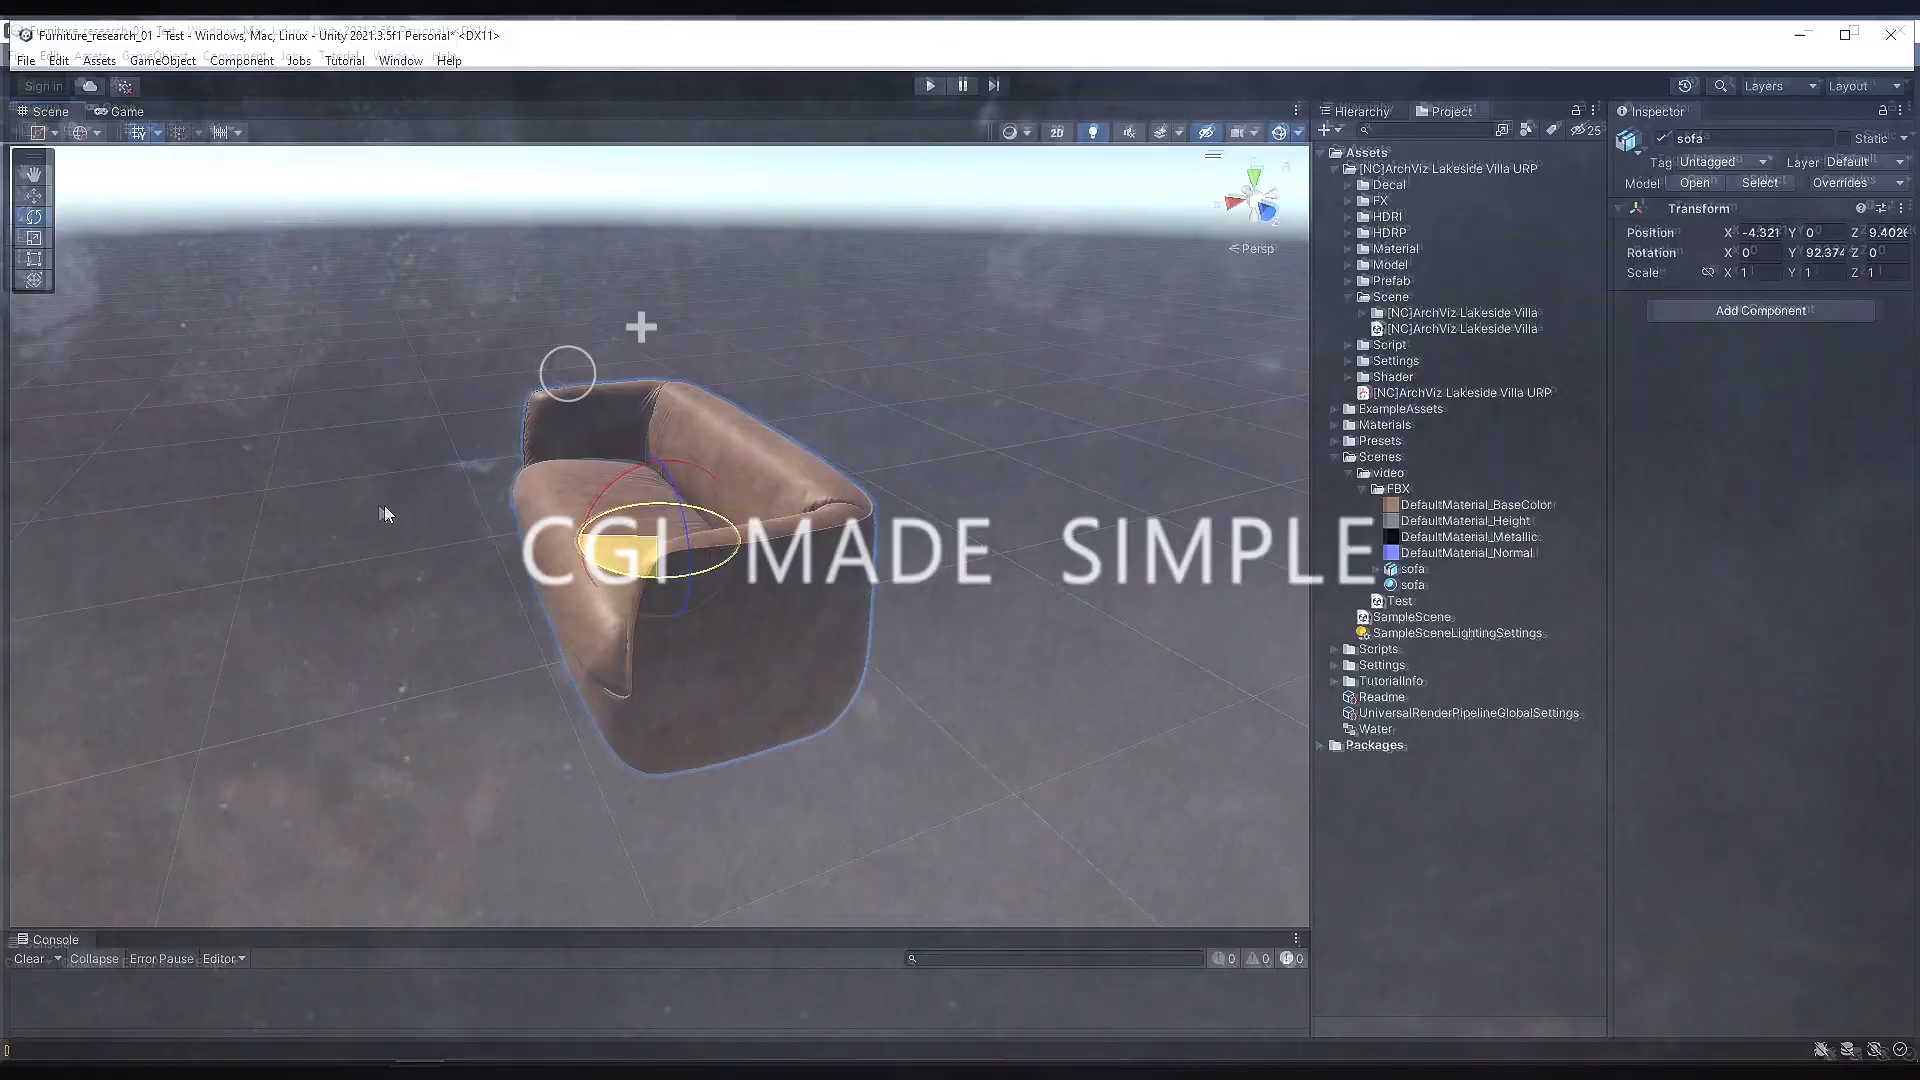 Furniture_research_01 - Test - Windows, Mac, Linux - Unity 2021.3.5f1 Personal* <DX11>
File Edit Assets GameObject Component Jobs Tutorial Window Help
Sign in
Layers Layout
Scene Game
Hierarchy Project
Inspector
2D
25
sofa Static
Tag Untagged Layer Default
Model Open Select Overrides
Transform
Position X -4.321 Y 0 Z 9.402
Rotation X 0 Y 92.374 Z 0
Scale X 1 Y 1 Z 1
Add Component
Persp
Assets
[NC]ArchViz Lakeside Villa URP
Decal
FX
HDRI
HDRP
Material
Model
Prefab
Scene
[NC]ArchViz Lakeside Villa
[NC]ArchViz Lakeside Villa
Script
Settings
Shader
[NC]ArchViz Lakeside Villa URP
ExampleAssets
Materials
Presets
Scenes
video
FBX
DefaultMaterial_BaseColor
DefaultMaterial_Height
DefaultMaterial_Metallic
DefaultMaterial_Normal
sofa
sofa
Test
SampleScene
SampleSceneLightingSettings
Scripts
Settings
TutorialInfo
Readme
UniversalRenderPipelineGlobalSettings
Water
Packages
CGI MADE SIMPLE
Console
Clear Collapse Error Pause Editor
0 0 0